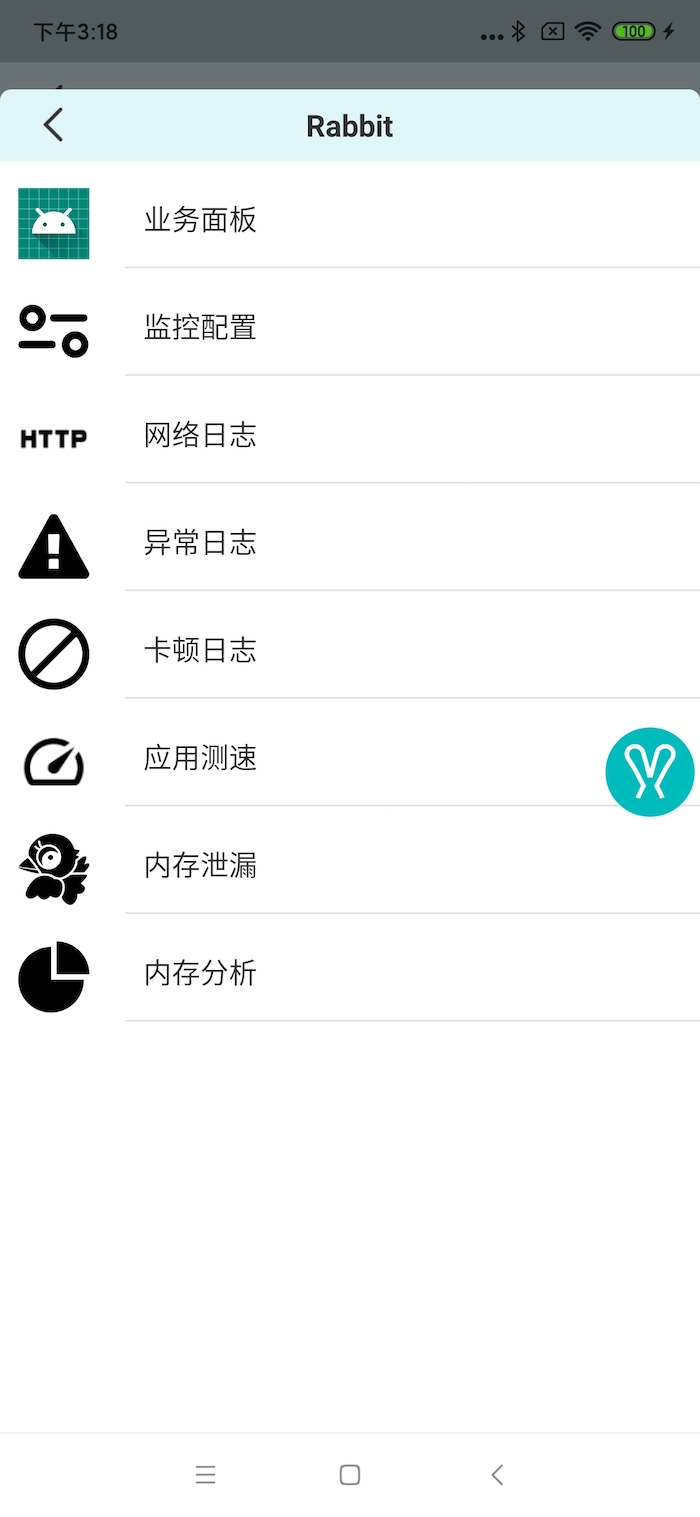 下午3:18
100
Rabbit
业务面板
监控配置
HTTP
网络日志
异常日志
卡顿日志
应用测速
内存泄漏
内存分析